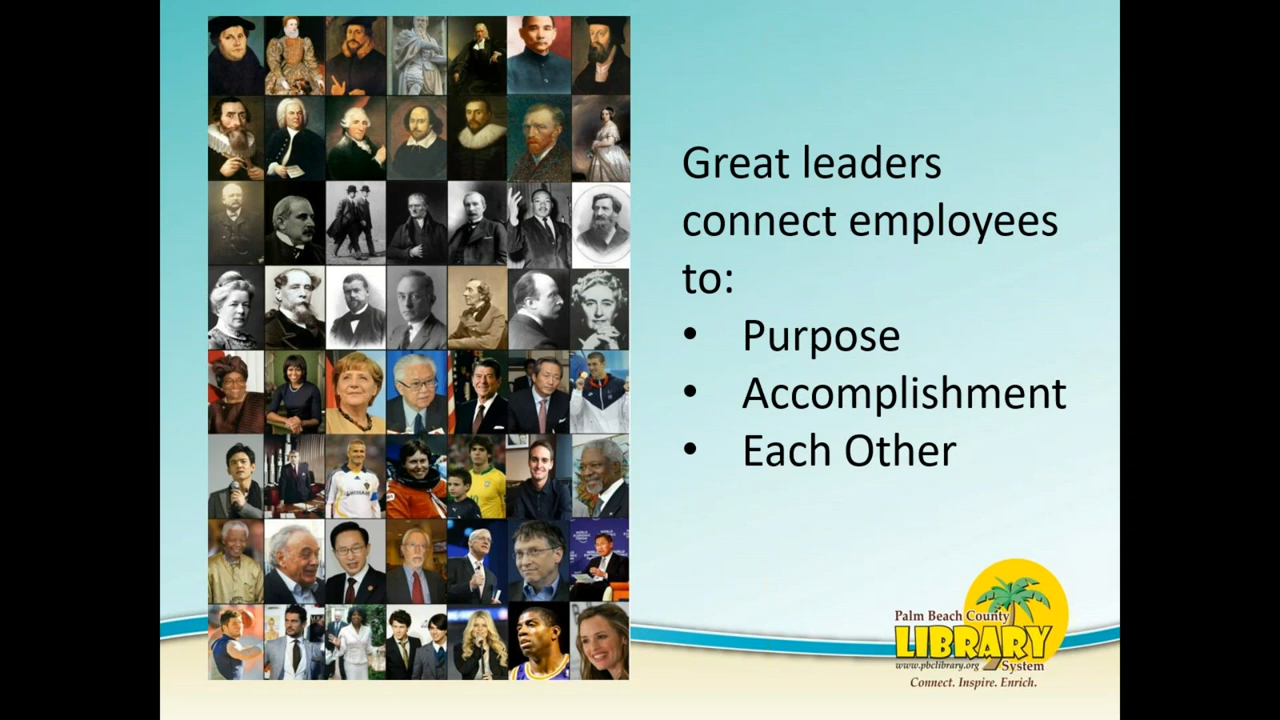 Great leaders
connect employees
to:
• Purpose
• Accomplishment
• Each Other
Palm Beach County
LIBRARY
www.pbclibrary.org System
Connect. Inspire. Enrich.